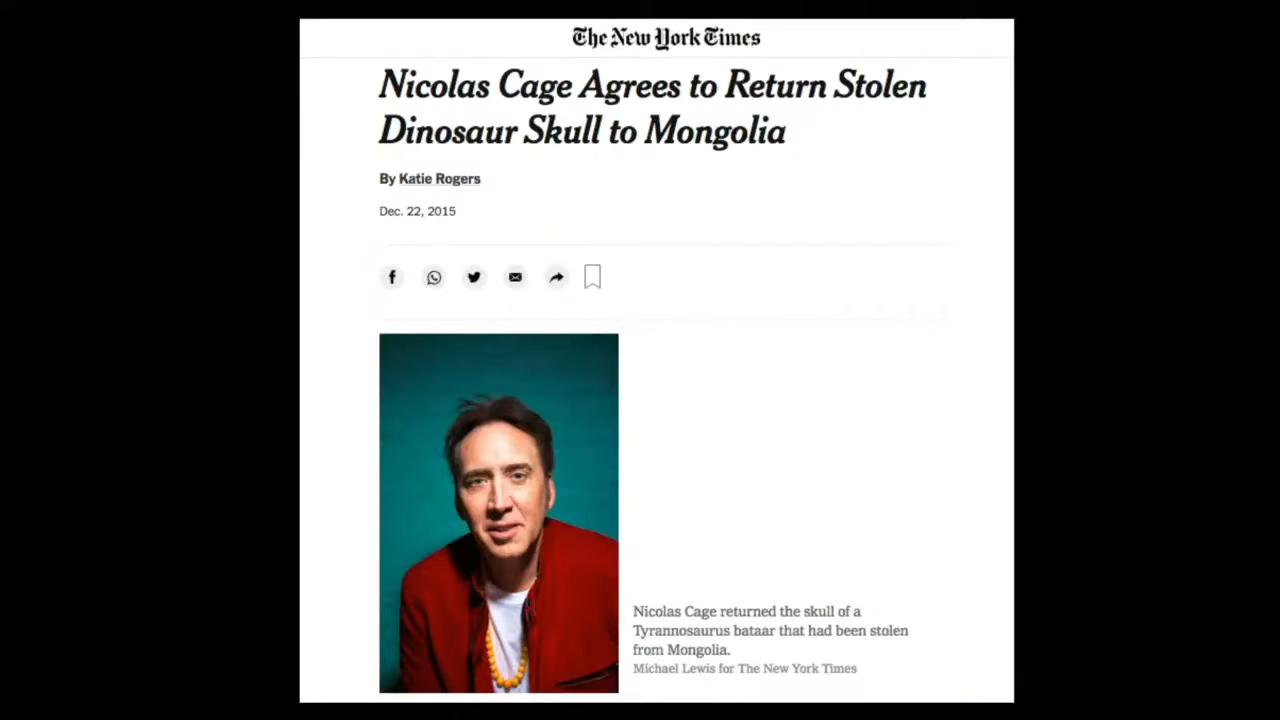 The New York Times
Nicolas Cage Agrees to Return Stolen
Dinosaur Skull to Mongolia
By Katie Rogers
Dec. 22, 2015
Nicolas Cage returned the skull of a
Tyrannosaurus bataar that had been stolen
from Mongolia.
Michael Lewis for The New York Times